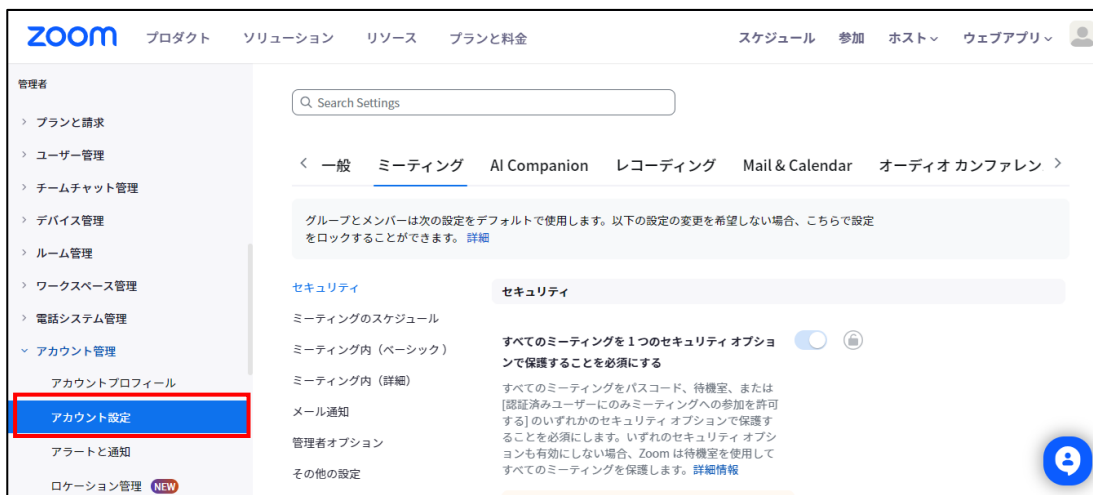 zoom プロダクト ソリューション リソース プランと料金 スケジュール 参加 ホスト ウェブアプリ
管理者
プランと請求
ユーザー管理
チームチャット管理
デバイス管理
ルーム管理
ワークスペース管理
電話システム管理
アカウント管理
アカウントプロフィール
アカウント設定
アラートと通知
ロケーション管理 NEW
Search Settings
一般 ミーティング AI Companion レコーディング Mail & Calendar オーディオ カンファレン
グループとメンバーは次の設定をデフォルトで使用します。以下の設定の変更を希望しない場合、こちらで設定
をロックすることができます。 詳細
セキュリティ
ミーティングのスケジュール
ミーティング内（ベーシック）
ミーティング内（詳細）
メール通知
管理者オプション
その他の設定
セキュリティ
すべてのミーティングを 1 つのセキュリティ オプショ
ンで保護することを必須にする
すべてのミーティングをパスコード、待機室、または
[認証済みユーザーにのみミーティングへの参加を許可
する] のいずれかのセキュリティ オプションで保護す
ることを必須にします。いずれのセキュリティ オプシ
ョンも有効にしない場合、Zoom は待機室を使用して
すべてのミーティングを保護します。詳細情報